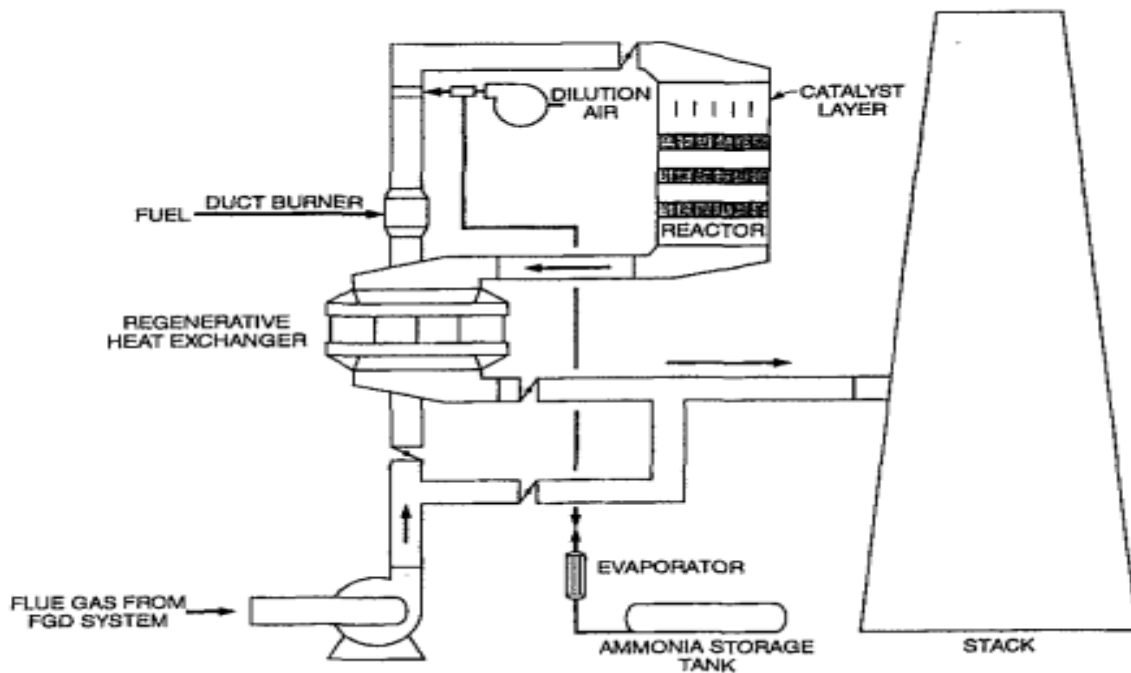 DILUTION
AIR
CATALYST
LAYER
DUCT BURNER
FUEL
REACTOR
REGENERATIVE
HEAT EXCHANGER
EVAPORATOR
FLUE GAS FROM
FGD SYSTEM
AMMONIA STORAGE
TANK
STACK